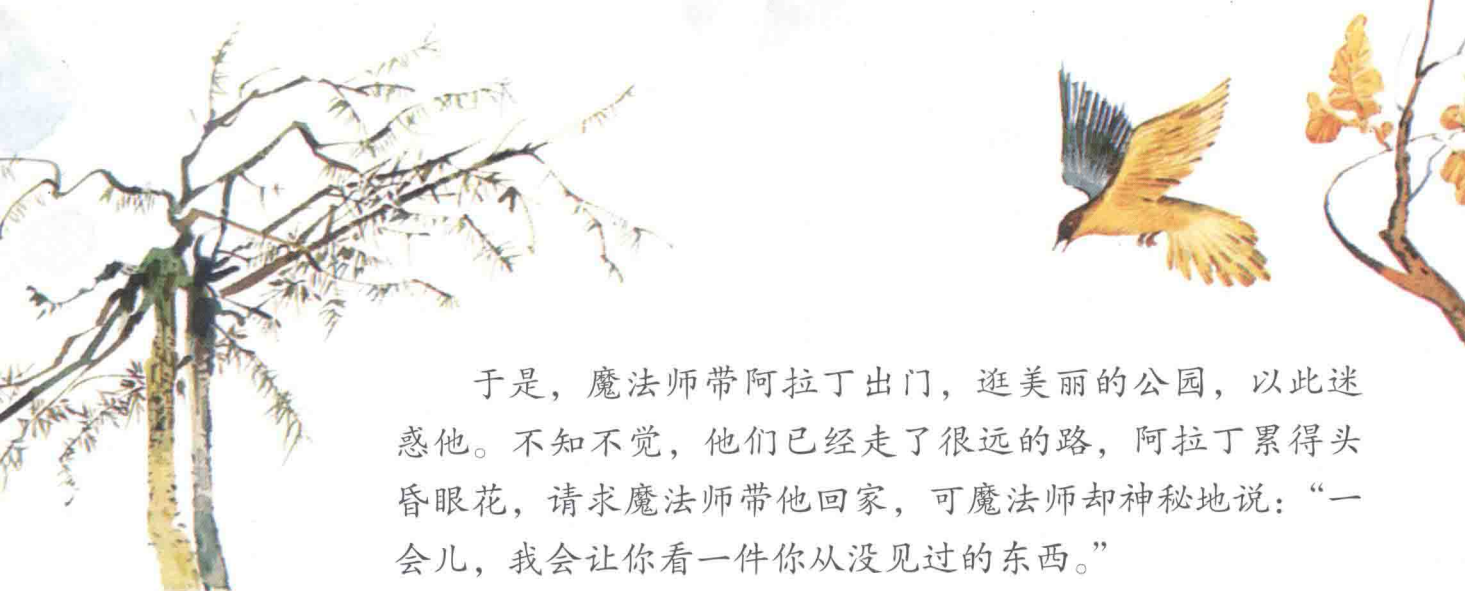 于是，魔法师带阿拉丁出门，逛美丽的公园，以此迷
惑他。不知不觉，他们已经走了很远的路，阿拉丁累得头
昏眼花，请求魔法师带他回家，可魔法师却神秘地说：“一
会儿，我会让你看一件你从没见过的东西。”